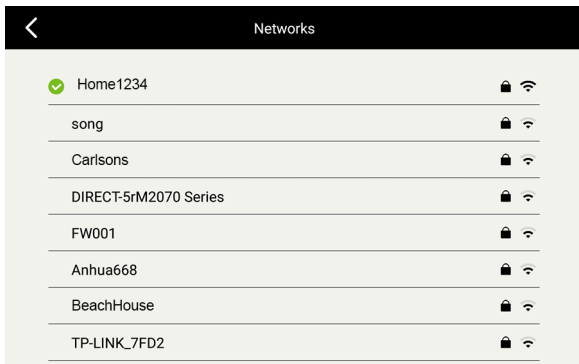 Networks
Home1234
song
Carlsons
DIRECT-5rM2070 Series
FW001
Anhua668
BeachHouse
TP-LINK_7FD2